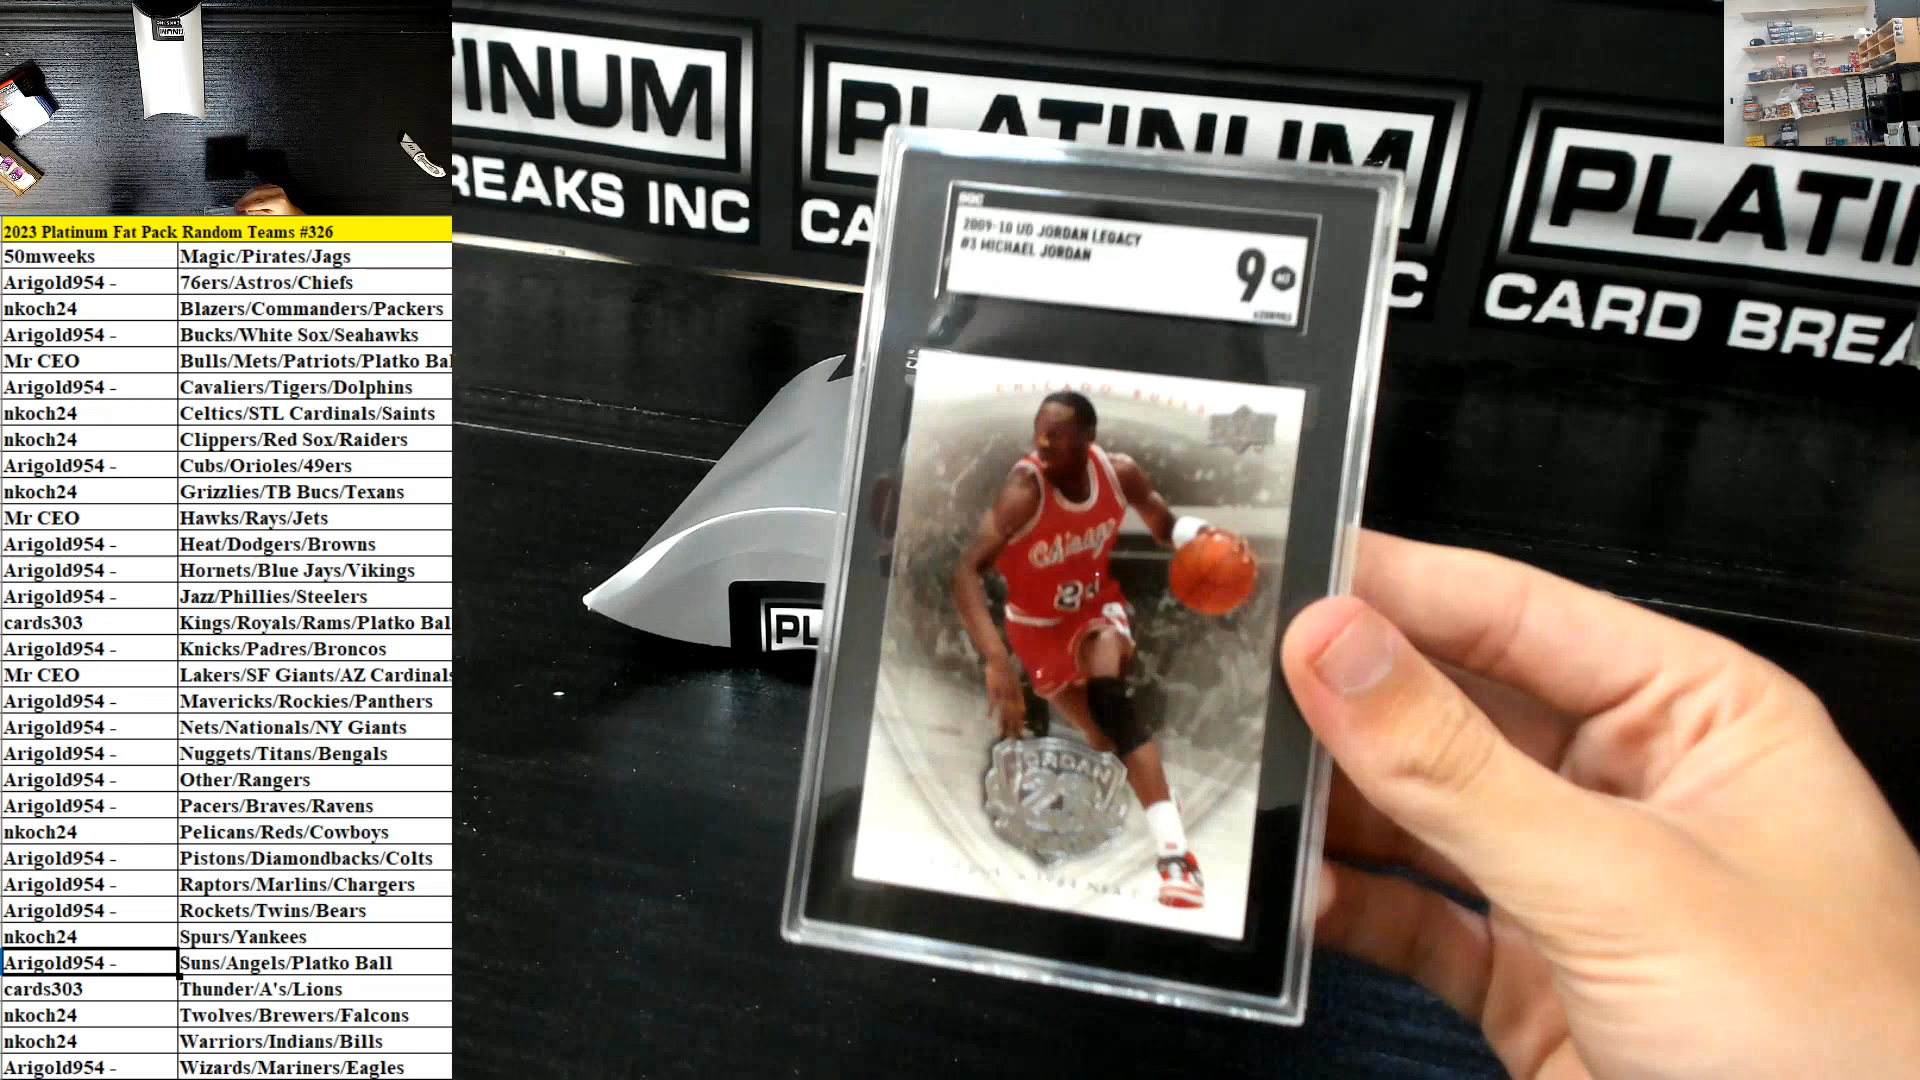 2023 Platinum Fat Pack Random Teams #326
50mweeks Magic/Pirates/Jags
Arigold954 - 76ers/Astros/Chiefs
nkoch24 Blazers/Commanders/Packers
Arigold954 - Bucks/White Sox/Seahawks
Mr CEO Bulls/Mets/Patriots/Platko Bal
Arigold954 - Cavaliers/Tigers/Dolphins
nkoch24 Celtics/STL Cardinals/Saints
nkoch24 Clippers/Red Sox/Raiders
Arigold954 - Cubs/Orioles/49ers
nkoch24 Grizzlies/TB Bucs/Texans
Mr CEO Hawks/Rays/Jets
Arigold954 - Heat/Dodgers/Browns
Arigold954 - Hornets/Blue Jays/Vikings
Arigold954 - Jazz/Phillies/Steelers
cards303 Kings/Royals/Rams/Platko Bal
Arigold954 - Knicks/Padres/Broncos
Mr CEO Lakers/SF Giants/AZ Cardinals
Arigold954 - Mavericks/Rockies/Panthers
Arigold954 - Nets/Nationals/NY Giants
Arigold954 - Nuggets/Titans/Bengals
Arigold954 - Other/Rangers
Arigold954 - Pacers/Braves/Ravens
nkoch24 Pelicans/Reds/Cowboys
Arigold954 - Pistons/Diamondbacks/Colts
Arigold954 - Raptors/Marlins/Chargers
Arigold954 - Rockets/Twins/Bears
nkoch24 Spurs/Yankees
Arigold954 - Suns/Angels/Platko Ball
cards303 Thunder/A's/Lions
nkoch24 Twolves/Brewers/Falcons
nkoch24 Warriors/Indians/Bills
Arigold954 - Wizards/Mariners/Eagles
TINUM
REAKS INC
PLATINUM
CA
C
PLATI
CARD BREA
PL
SGC
2009-10 UD JORDAN LEGACY
#3 MICHAEL JORDAN
9
CHICAGO BULLS
Chicago
JORDAN